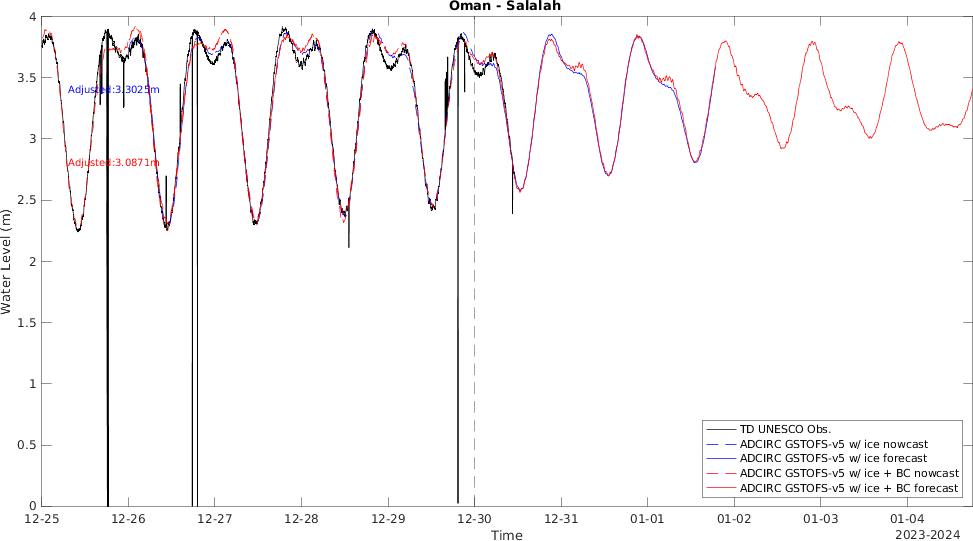 Oman - Salalah
4
3.5
3
2.5
2
1.5
1
0.5
0
Water Level (m)
Adjusted:3.3025m
Adjusted:3.0871m
TD UNESCO Obs.
ADCIRC GSTOFS-v5 w/ ice nowcast
ADCIRC GSTOFS-v5 w/ ice forecast
ADCIRC GSTOFS-v5 w/ ice + BC nowcast
ADCIRC GSTOFS-v5 w/ ice + BC forecast
12-25 12-26 12-27 12-28 12-29 12-30 12-31 01-01 01-02 01-03 01-04
Time
2023-2024